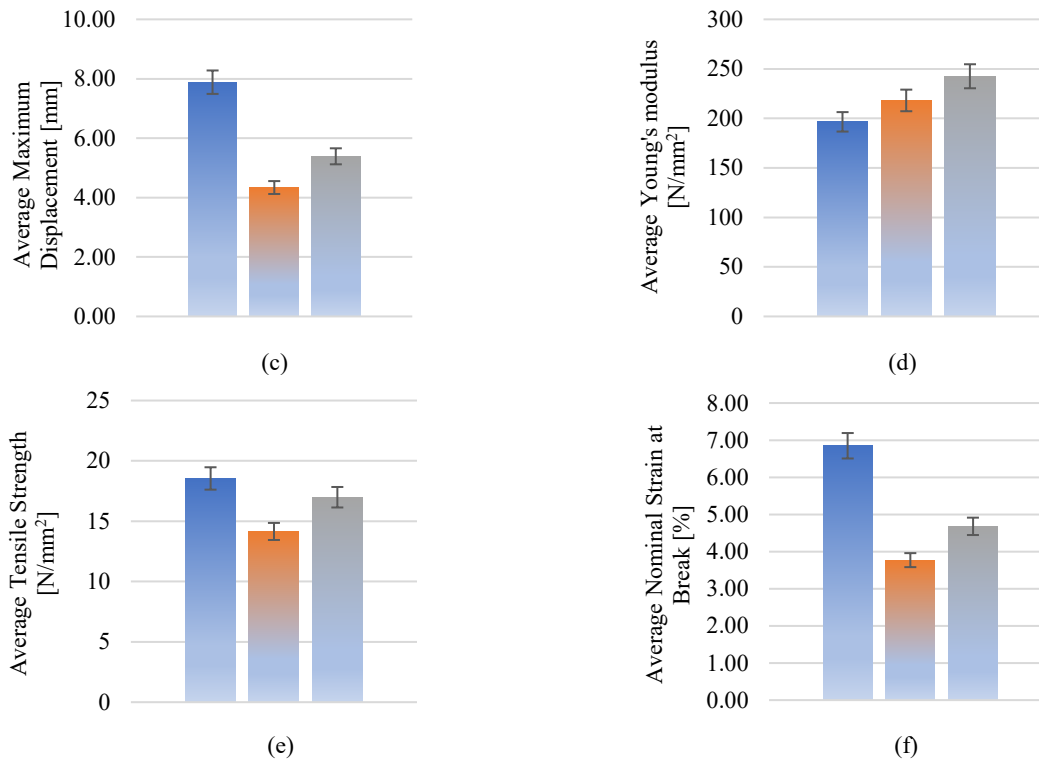 Average Maximum
Displacement [mm]
10.00
8.00
6.00
4.00
2.00
0.00
(c)
Average Young's modulus
[N/mm²]
300
250
200
150
100
50
0
(d)
Average Tensile Strength
[N/mm²]
25
20
15
10
5
0
(e)
Average Nominal Strain at
Break [%]
8.00
7.00
6.00
5.00
4.00
3.00
2.00
1.00
0.00
(f)